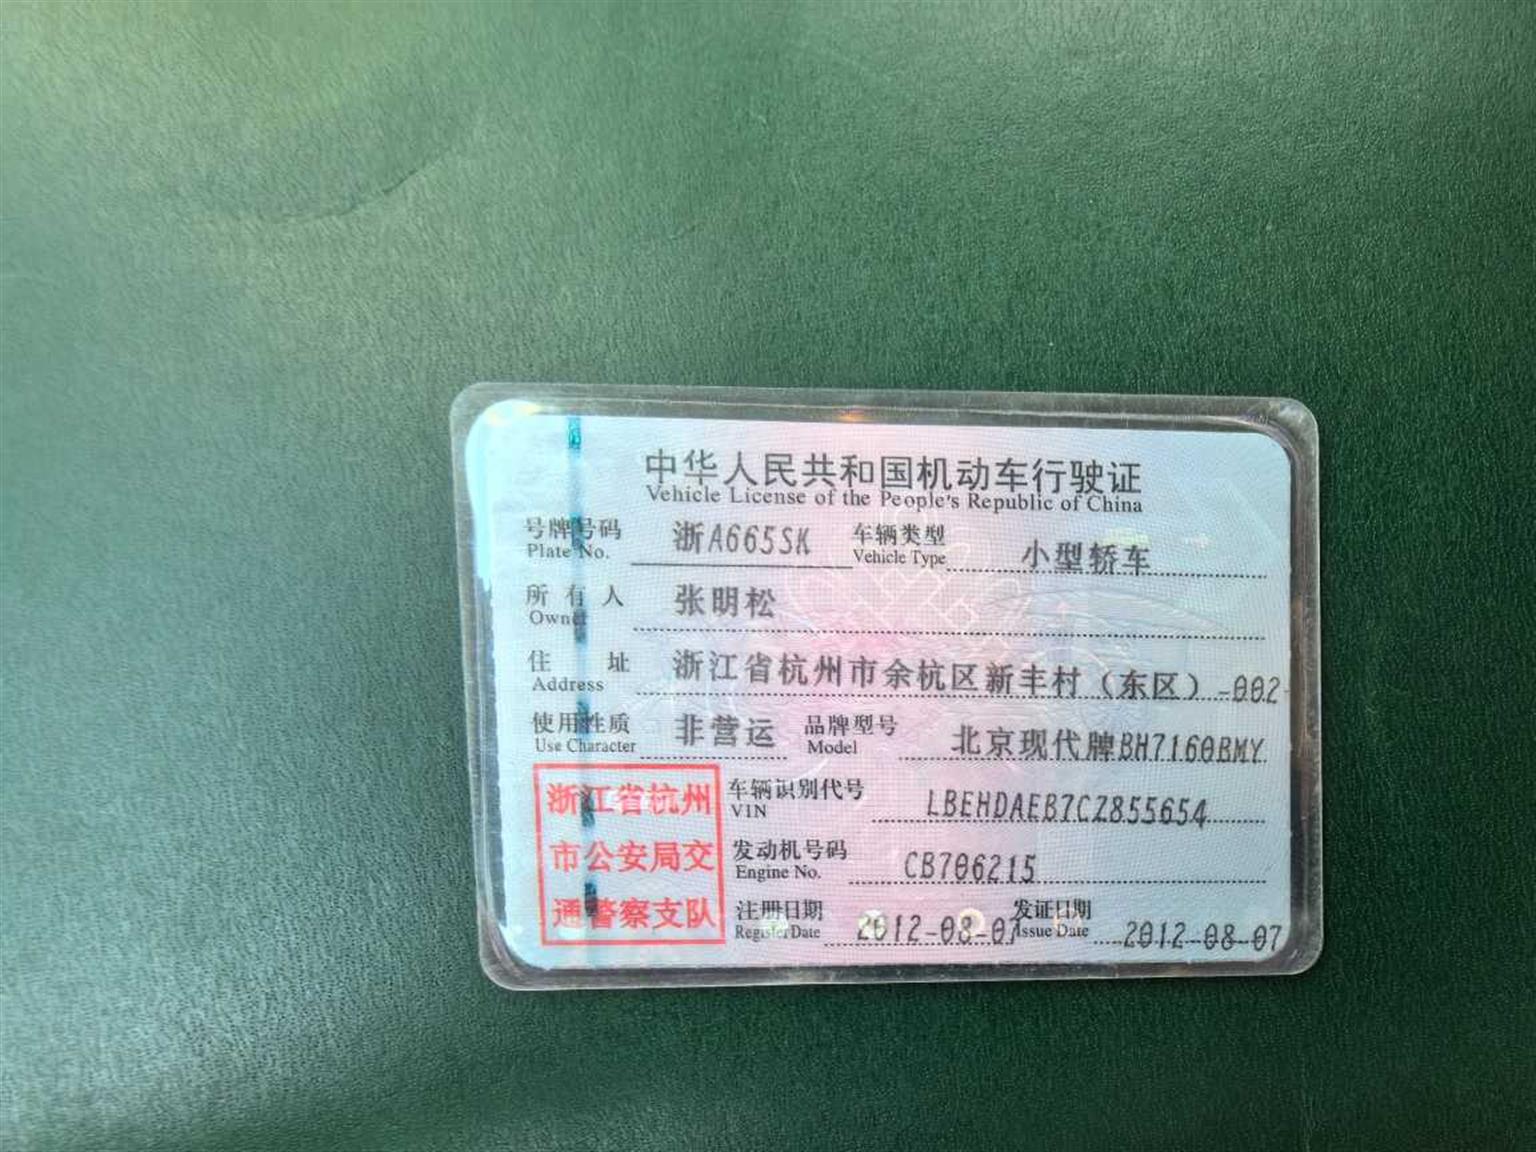 中华人民共和国机动车行驶证
Vehicle License of the People's Republic of China
号牌号码 浙A665SK 车辆类型 小型轿车
Plate No. Vehicle Type
所有人 张明松
Owner
住址 浙江省杭州市余杭区新丰村（东区）-002
Address
使用性质 非营运 品牌型号 北京现代牌BH7160BMY
Use Character Model
浙江省杭州
市公安局交
通警察支队
车辆识别代号 LBEHDAEB7CZ855654
VIN
发动机号码 CB706215
Engine No.
注册日期 2012-08-07 发证日期 2012-08-07
Register Date Issue Date